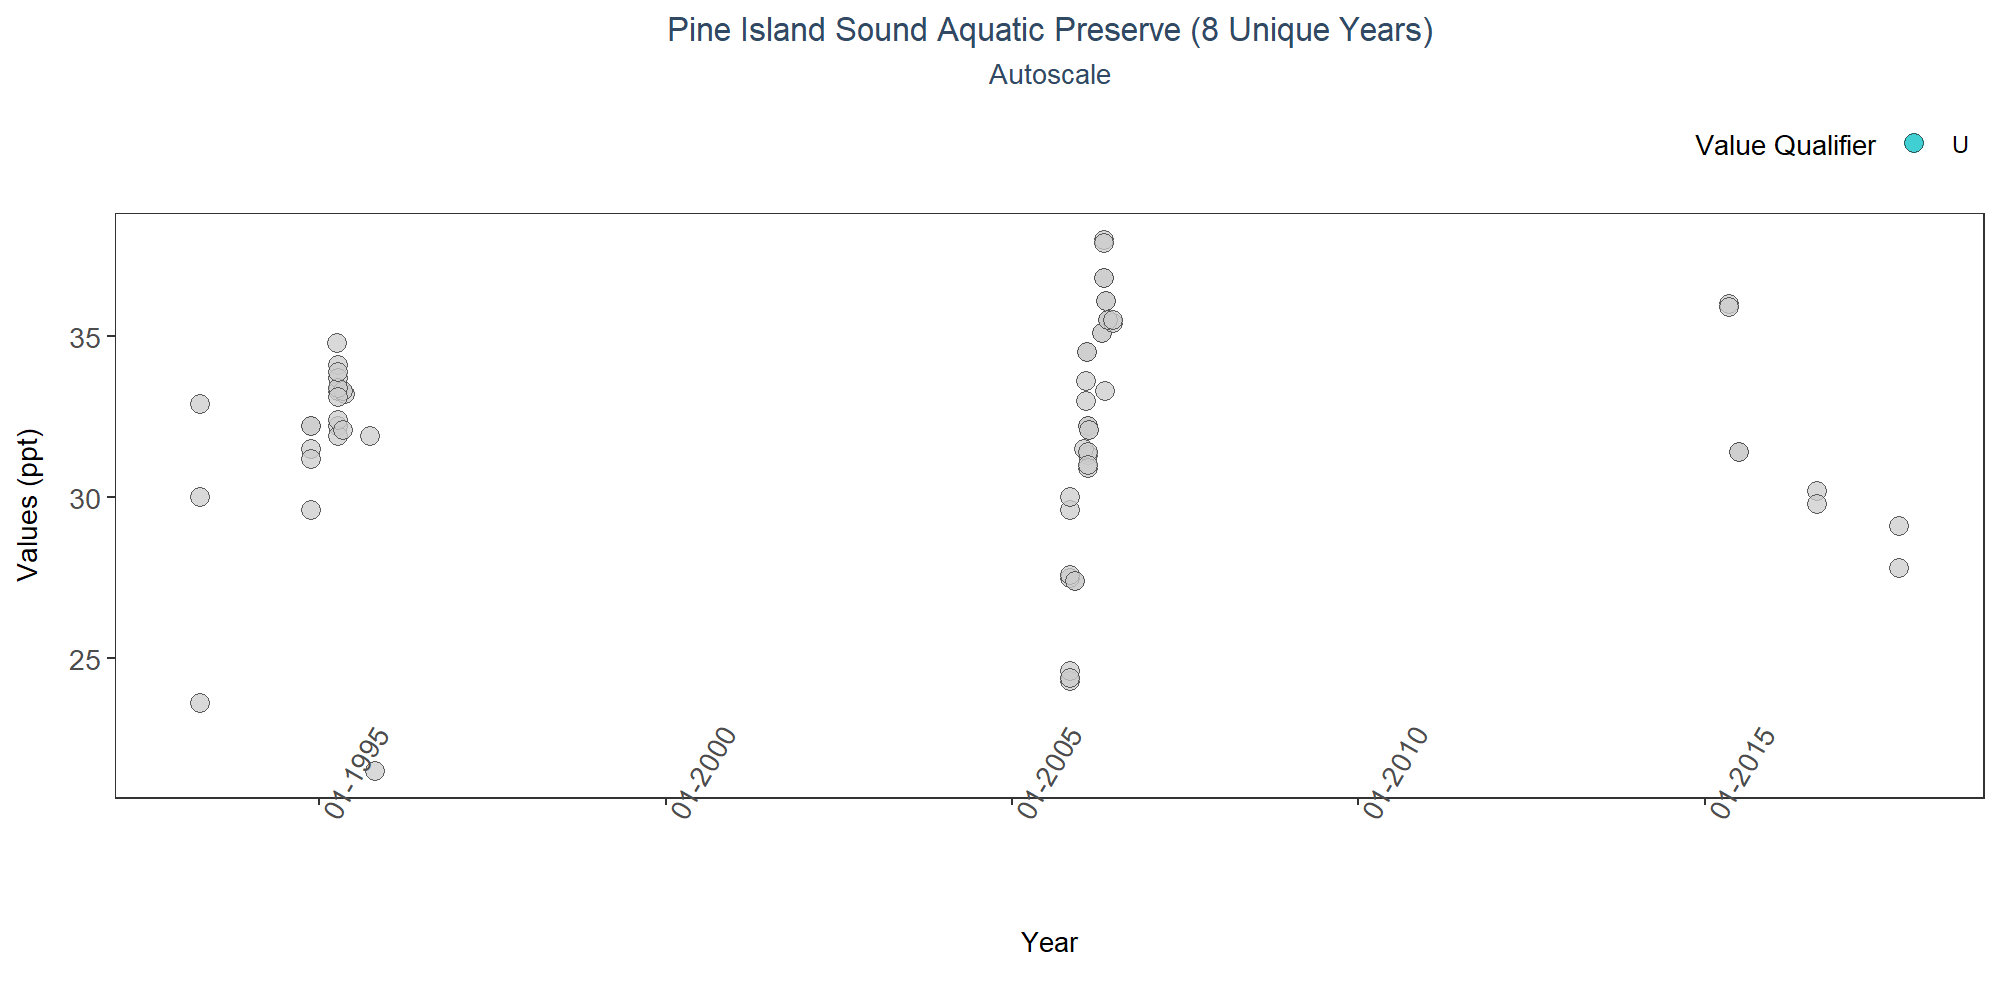 Pine Island Sound Aquatic Preserve (8 Unique Years)
Autoscale
Value Qualifier U
Values (ppt)
35
30
25
01-1995
01-2000
01-2005
01-2010
01-2015
Year